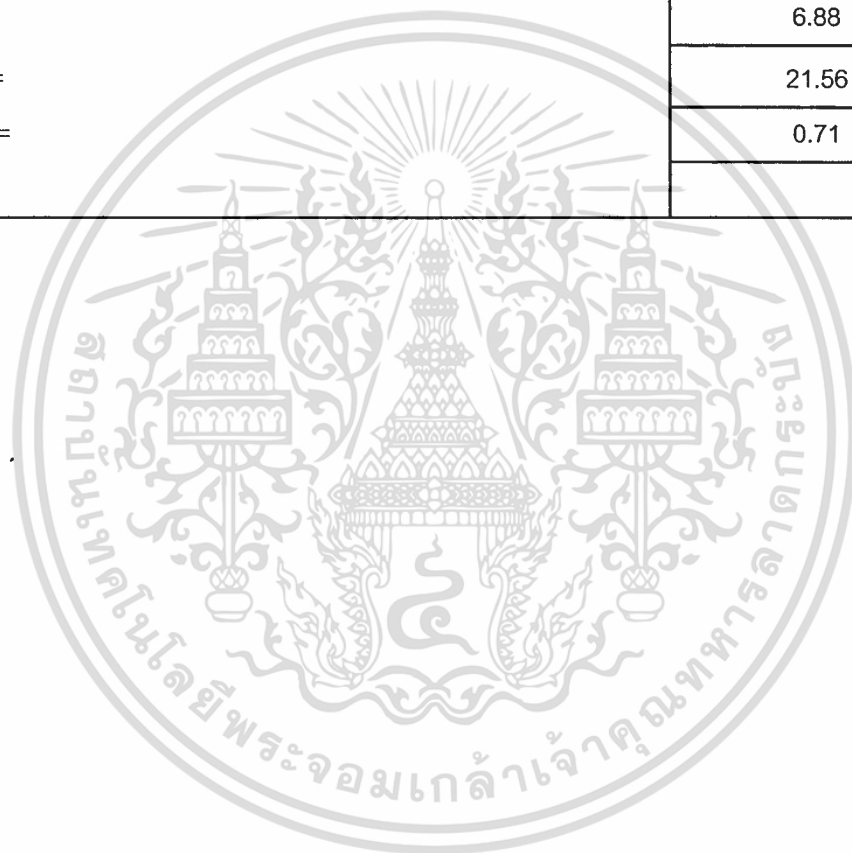 6.88
= 21.56
= 0.71
สถาบันเทคโนโลยีพระจอมเกล้าเจ้าคุณทหารลาดกระบัง
๔